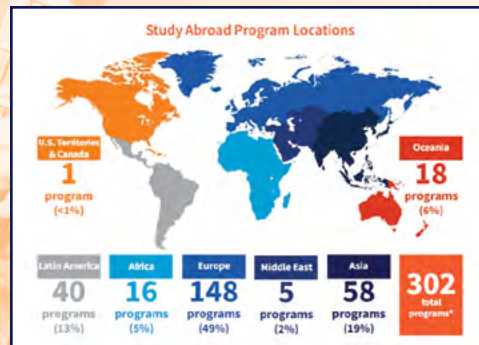 Study Abroad Program Locations
U.S. Territories
& Canada
1
program
(<1%)
Oceania
18
programs
(6%)
Latin America
40
programs
(13%)
Africa
16
programs
(5%)
Europe
148
programs
(49%)
Middle East
5
programs
(2%)
Asia
58
programs
(19%)
302
total
programs*